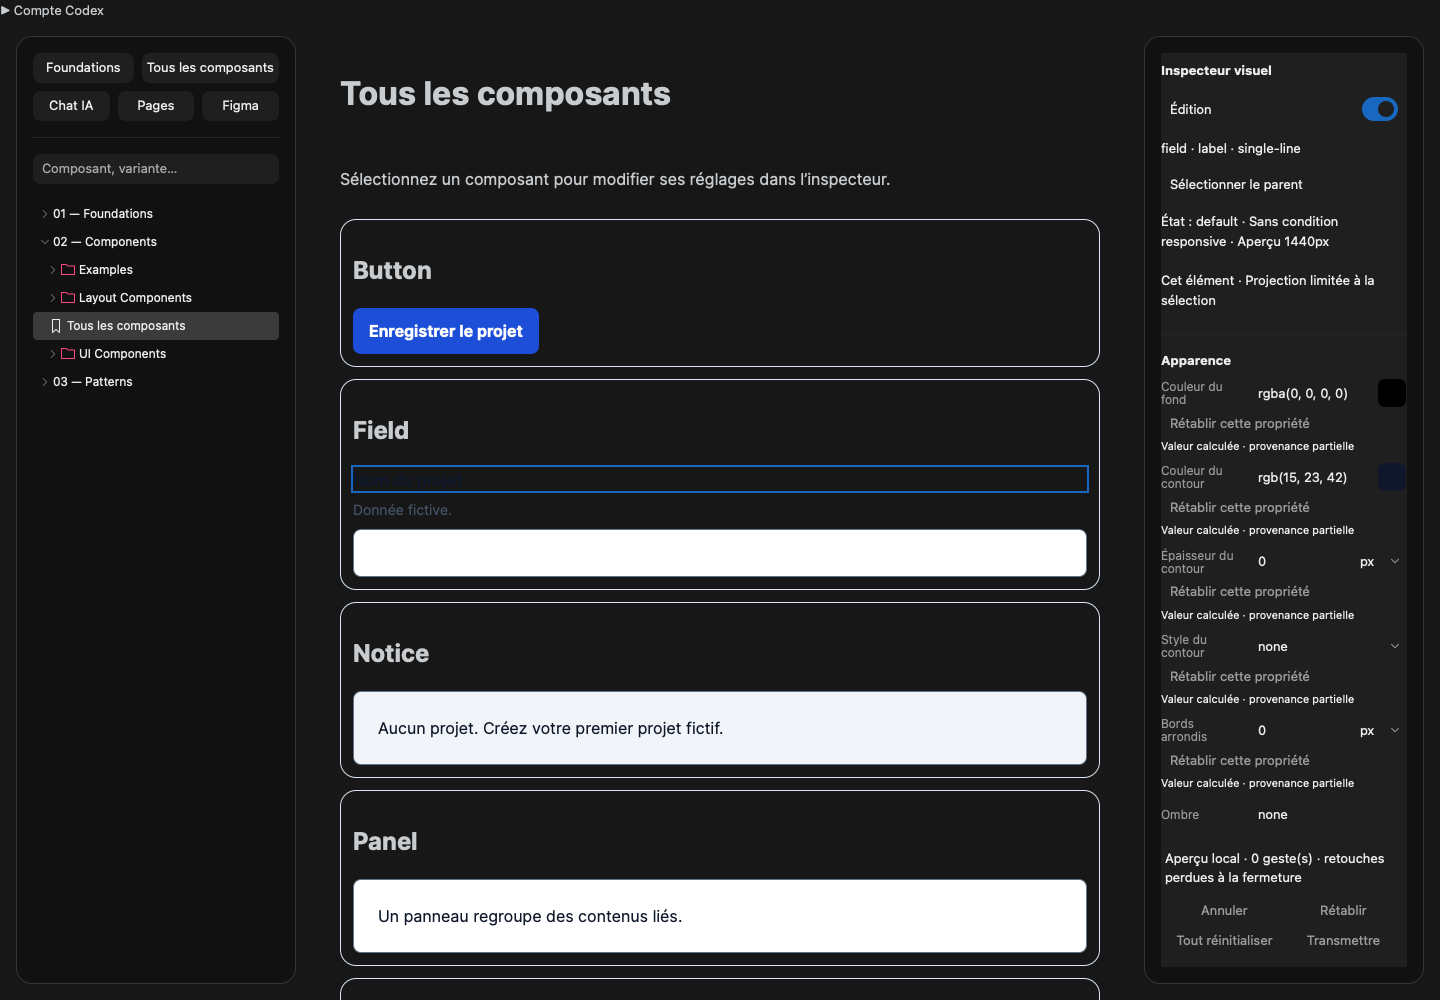 Compte Codex
Foundations
Tous les composants
Chat IA
Pages
Figma
Composant, variante...
01 — Foundations
02 — Components
Examples
Layout Components
Tous les composants
UI Components
03 — Patterns
Tous les composants
Sélectionnez un composant pour modifier ses réglages dans l’inspecteur.
Button
Enregistrer le projet
Field
Donnée fictive.
Notice
Aucun projet. Créez votre premier projet fictif.
Panel
Un panneau regroupe des contenus liés.
Inspecteur visuel
Édition
field · label · single-line
Sélectionner le parent
État : default · Sans condition
responsive · Aperçu 1440px
Cet élément · Projection limitée à la
sélection
Apparence
Couleur du
fond
rgba(0, 0, 0, 0)
Rétablir cette propriété
Valeur calculée · provenance partielle
Couleur du
contour
rgb(15, 23, 42)
Rétablir cette propriété
Valeur calculée · provenance partielle
Épaisseur du
contour
0
px
Rétablir cette propriété
Valeur calculée · provenance partielle
Style du
contour
none
Rétablir cette propriété
Valeur calculée · provenance partielle
Bords
arrondis
0
px
Rétablir cette propriété
Valeur calculée · provenance partielle
Ombre
none
Aperçu local · 0 geste(s) · retouches
perdues à la fermeture
Annuler
Rétablir
Tout réinitialiser
Transmettre